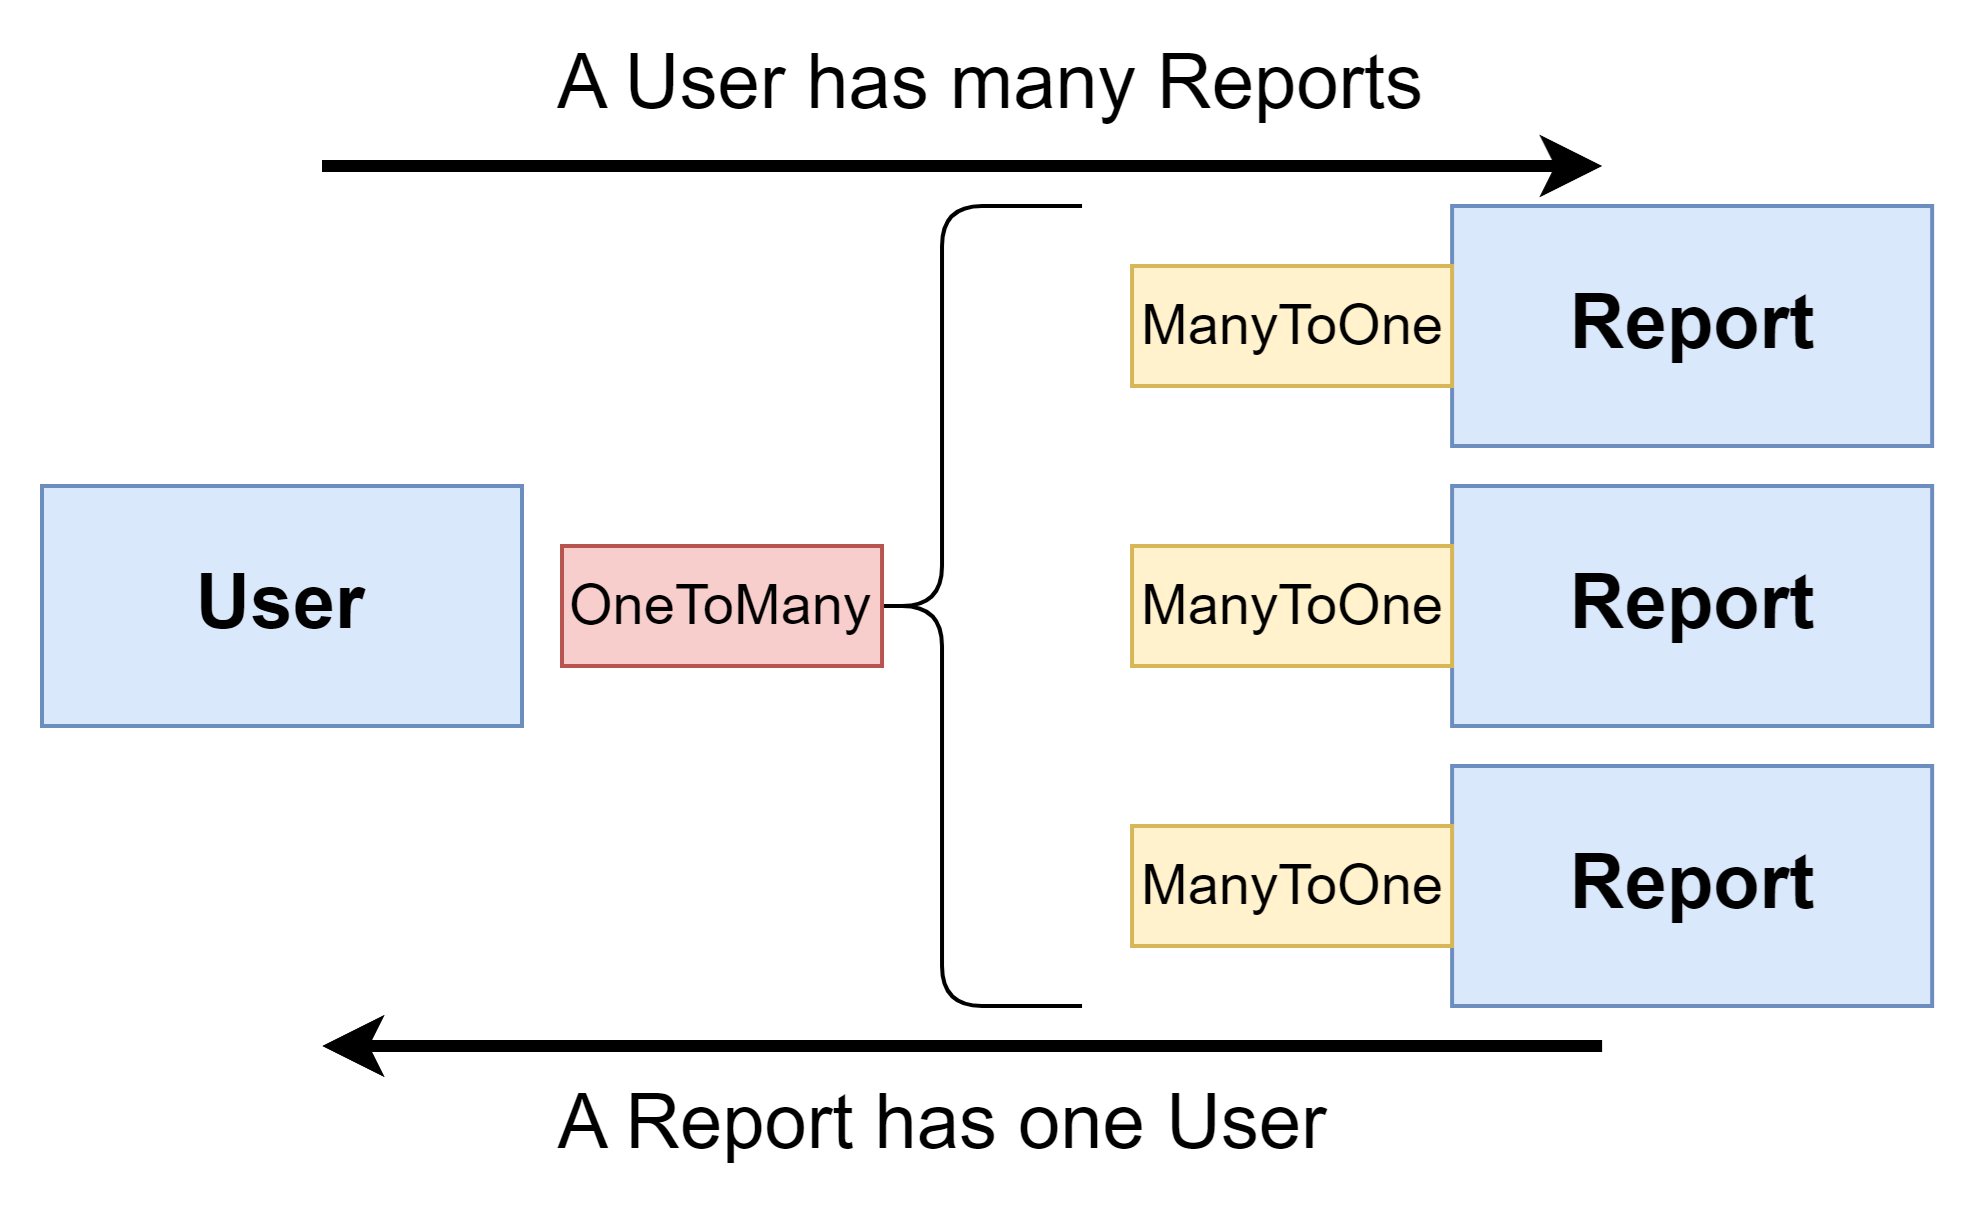 A User has many Reports
ManyToOne
Report
User
OneToMany
ManyToOne
Report
ManyToOne
Report
A Report has one User